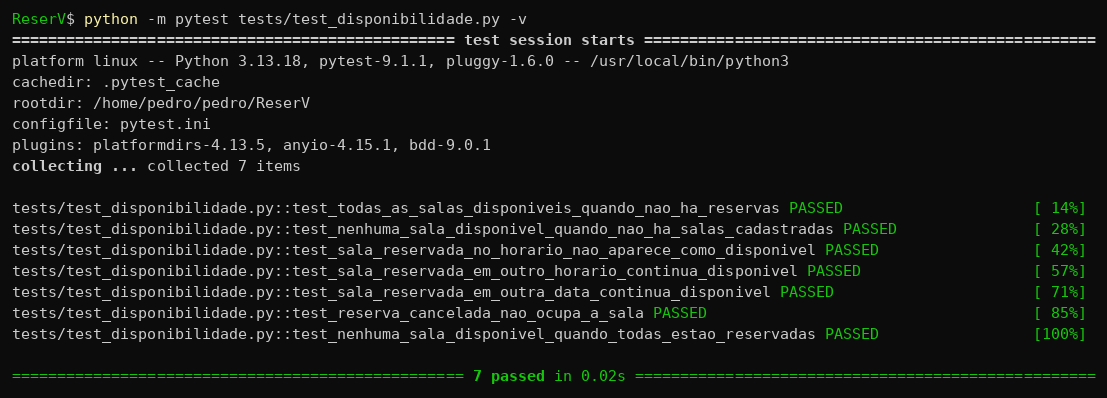 ReserV$ python -m pytest tests/test_disponibilidade.py -v
================================================= test session starts ==================================================
platform linux -- Python 3.13.18, pytest-9.1.1, pluggy-1.6.0 -- /usr/local/bin/python3
cachedir: .pytest_cache
rootdir: /home/pedro/pedro/ReserV
configfile: pytest.ini
plugins: platformdirs-4.13.5, anyio-4.15.1, bdd-9.0.1
collecting ... collected 7 items
tests/test_disponibilidade.py::test_todas_as_salas_disponiveis_quando_nao_ha_reservas PASSED [ 14%]
tests/test_disponibilidade.py::test_nenhuma_sala_disponivel_quando_nao_ha_salas_cadastradas PASSED [ 28%]
tests/test_disponibilidade.py::test_sala_reservada_no_horario_nao_aparece_como_disponivel PASSED [ 42%]
tests/test_disponibilidade.py::test_sala_reservada_em_outro_horario_continua_disponivel PASSED [ 57%]
tests/test_disponibilidade.py::test_sala_reservada_em_outra_data_continua_disponivel PASSED [ 71%]
tests/test_disponibilidade.py::test_reserva_cancelada_nao_ocupa_a_sala PASSED [ 85%]
tests/test_disponibilidade.py::test_nenhuma_sala_disponivel_quando_todas_estao_reservadas PASSED [100%]
================================================== 7 passed in 0.02s ===================================================